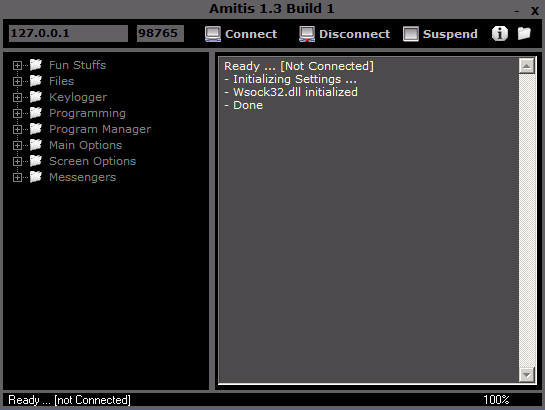 Amitis 1.3 Build 1
- x
127.0.0.1 98765 Connect Disconnect Suspend i
Fun Stuffs
Files
Keylogger
Programming
Program Manager
Main Options
Screen Options
Messengers
Ready ... [Not Connected]
- Initializing Settings ...
- Wsock32.dll initialized
- Done
Ready ... [not Connected] 100%